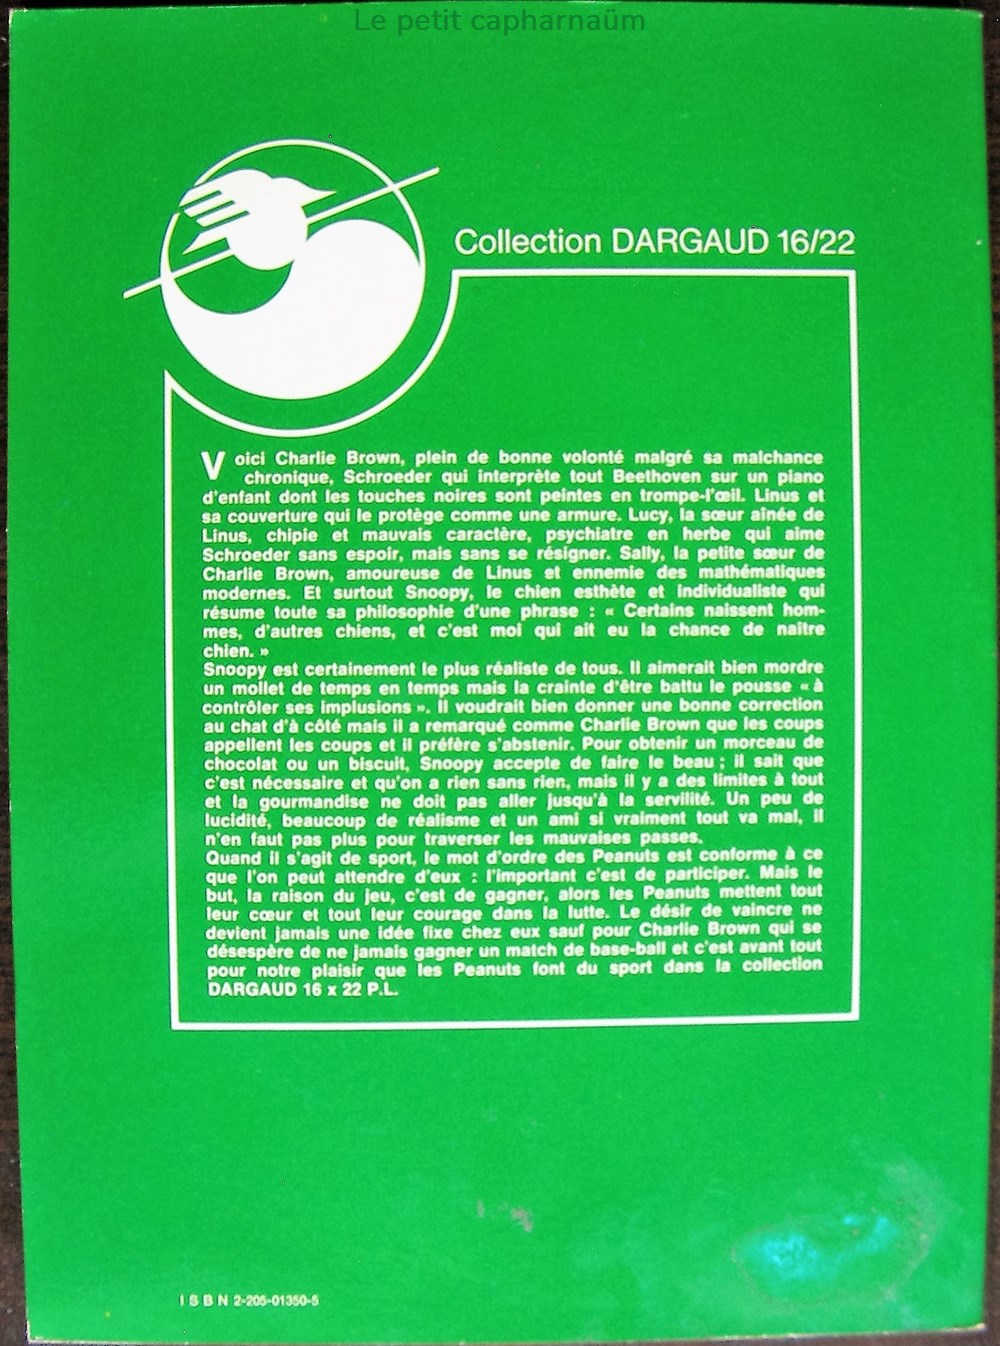 Le petit capharnaüm
Collection DARGAUD 16/22
Voici Charlie Brown, plein de bonne volonté malgré sa malchance
chronique, Schroeder qui interprète tout Beethoven sur un piano
d'enfant dont les touches noires sont peintes en trompe-l'œil. Linus et
sa couverture qui le protège comme une armure. Lucy, la sœur aînée de
Linus, chipie et mauvais caractère, psychiatre en herbe qui aime
Schroeder sans espoir, mais sans se résigner. Sally, la petite sœur de
Charlie Brown, amoureuse de Linus et ennemie des mathématiques
modernes. Et surtout Snoopy, le chien esthète et individualiste qui
résume toute sa philosophie d'une phrase : « Certains naissent hom-
mes, d'autres chiens, et c'est moi qui ait eu la chance de naître
chien. »
Snoopy est certainement le plus réaliste de tous. Il aimerait bien mordre
un mollet de temps en temps mais la crainte d'être battu le pousse « à
contrôler ses implusions ». Il voudrait bien donner une bonne correction
au chat d'à côté mais il a remarqué comme Charlie Brown que les coups
appellent les coups et il préfère s'abstenir. Pour obtenir un morceau de
chocolat ou un biscuit, Snoopy accepte de faire le beau ; il sait que
c'est nécessaire et qu'on a rien sans rien, mais il y a des limites à tout
et la gourmandise ne doit pas aller jusqu'à la servilité. Un peu de
lucidité, beaucoup de réalisme et un ami si vraiment tout va mal, il
n'en faut pas plus pour traverser les mauvaises passes.
Quand il s'agit de sport, le mot d'ordre des Peanuts est conforme à ce
que l'on peut attendre d'eux : l'important c'est de participer. Mais le
but, la raison du jeu, c'est de gagner, alors les Peanuts mettent tout
leur cœur et tout leur courage dans la lutte. Le désir de vaincre ne
devient jamais une idée fixe chez eux sauf pour Charlie Brown qui se
désespère de ne jamais gagner un match de base-ball et c'est avant tout
pour notre plaisir que les Peanuts font du sport dans la collection
DARGAUD 16 x 22 P.L.
ISBN 2-205-01350-5